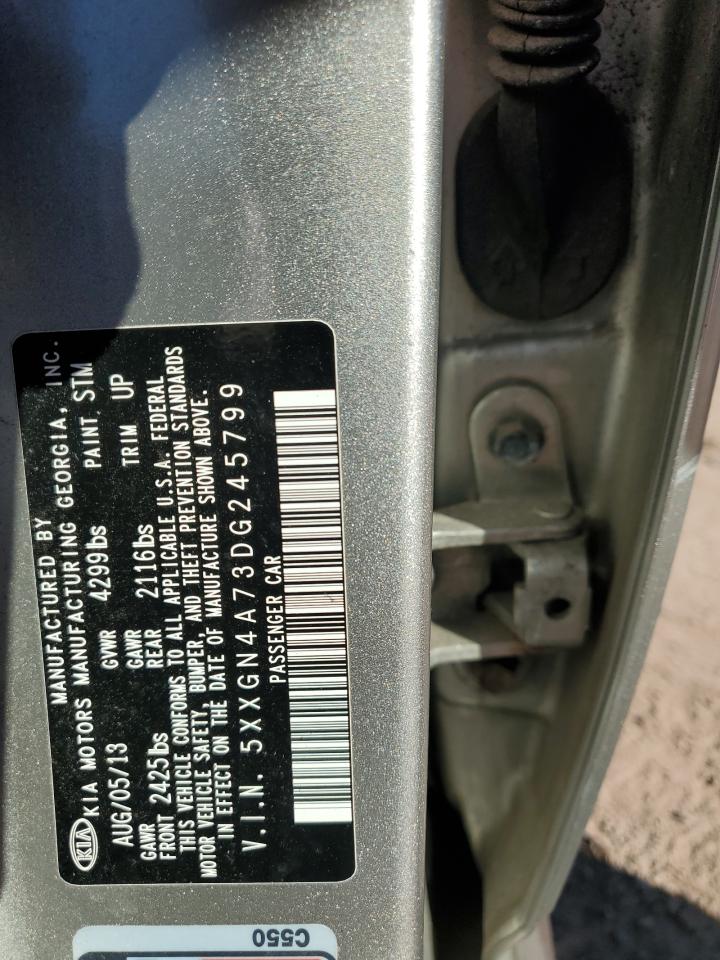 MANUFACTURED BY
KIA KIA MOTORS MANUFACTURING GEORGIA, INC.
AUG/05/13 GVWR 4299lbs PAINT STM
GAWR FRONT 2425lbs GAWR REAR 2116lbs TRIM UP
THIS VEHICLE CONFORMS TO ALL APPLICABLE U.S.A. FEDERAL
MOTOR VEHICLE SAFETY, BUMPER, AND THEFT PREVENTION STANDARDS
IN EFFECT ON THE DATE OF MANUFACTURE SHOWN ABOVE.
V.I.N. 5XXGN4A73DG245799
PASSENGER CAR
C550